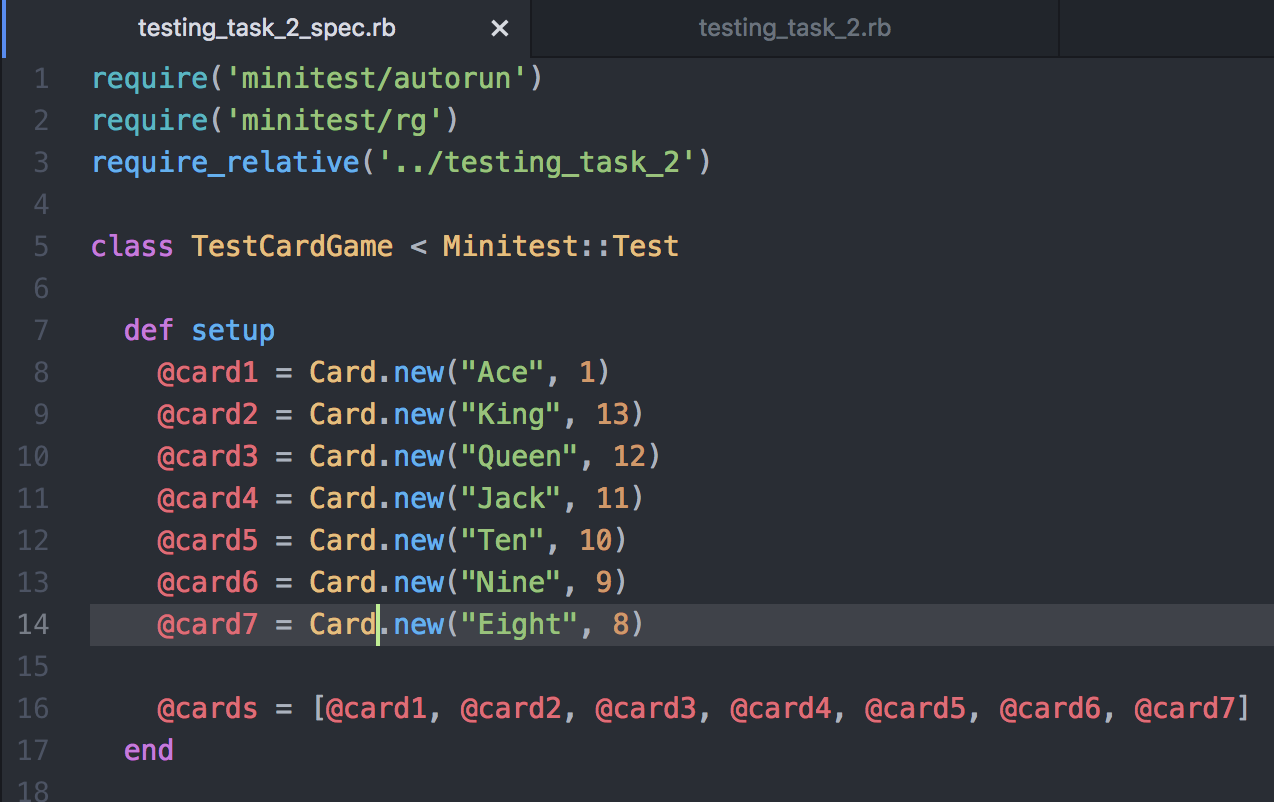 testing_task_2_spec.rb × testing_task_2.rb
1 require('minitest/autorun')
2 require('minitest/rg')
3 require_relative('../testing_task_2')
4
5 class TestCardGame < Minitest::Test
6
7   def setup
8     @card1 = Card.new("Ace", 1)
9     @card2 = Card.new("King", 13)
10     @card3 = Card.new("Queen", 12)
11     @card4 = Card.new("Jack", 11)
12     @card5 = Card.new("Ten", 10)
13     @card6 = Card.new("Nine", 9)
14     @card7 = Card.new("Eight", 8)
15
16     @cards = [@card1, @card2, @card3, @card4, @card5, @card6, @card7]
17   end
18